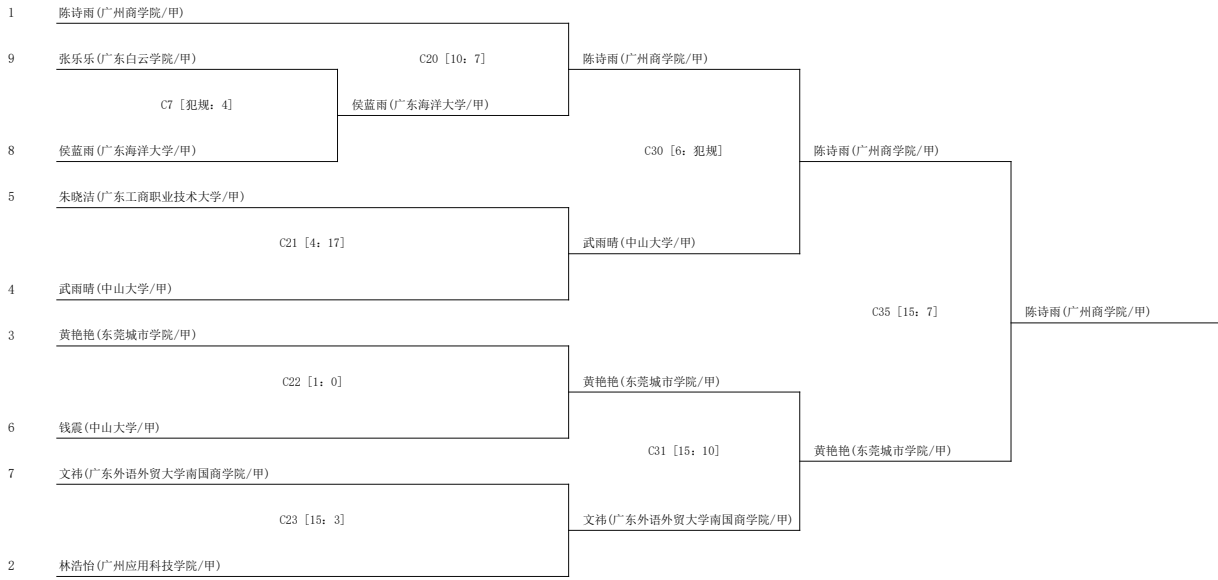 1 陈诗雨(广州商学院/甲)
9 张乐乐(广东白云学院/甲) C20 [10: 7] 陈诗雨(广州商学院/甲)
C7 [犯规: 4] 侯蓝雨(广东海洋大学/甲)
8 侯蓝雨(广东海洋大学/甲) C30 [6: 犯规] 陈诗雨(广州商学院/甲)
5 朱晓洁(广东工商职业技术大学/甲)
C21 [4: 17] 武雨晴(中山大学/甲)
4 武雨晴(中山大学/甲)
C35 [15: 7] 陈诗雨(广州商学院/甲)
3 黄艳艳(东莞城市学院/甲)
C22 [1: 0] 黄艳艳(东莞城市学院/甲)
6 钱震(中山大学/甲)
C31 [15: 10] 黄艳艳(东莞城市学院/甲)
7 文祎(广东外语外贸大学南国商学院/甲)
C23 [15: 3] 文祎(广东外语外贸大学南国商学院/甲)
2 林浩怡(广州应用科技学院/甲)